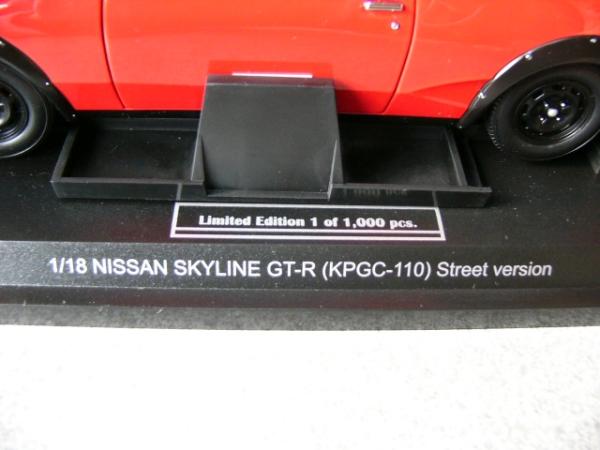 Limited Edition 1 of 1,000 pcs.
1/18 NISSAN SKYLINE GT-R (KPGC-110) Street version